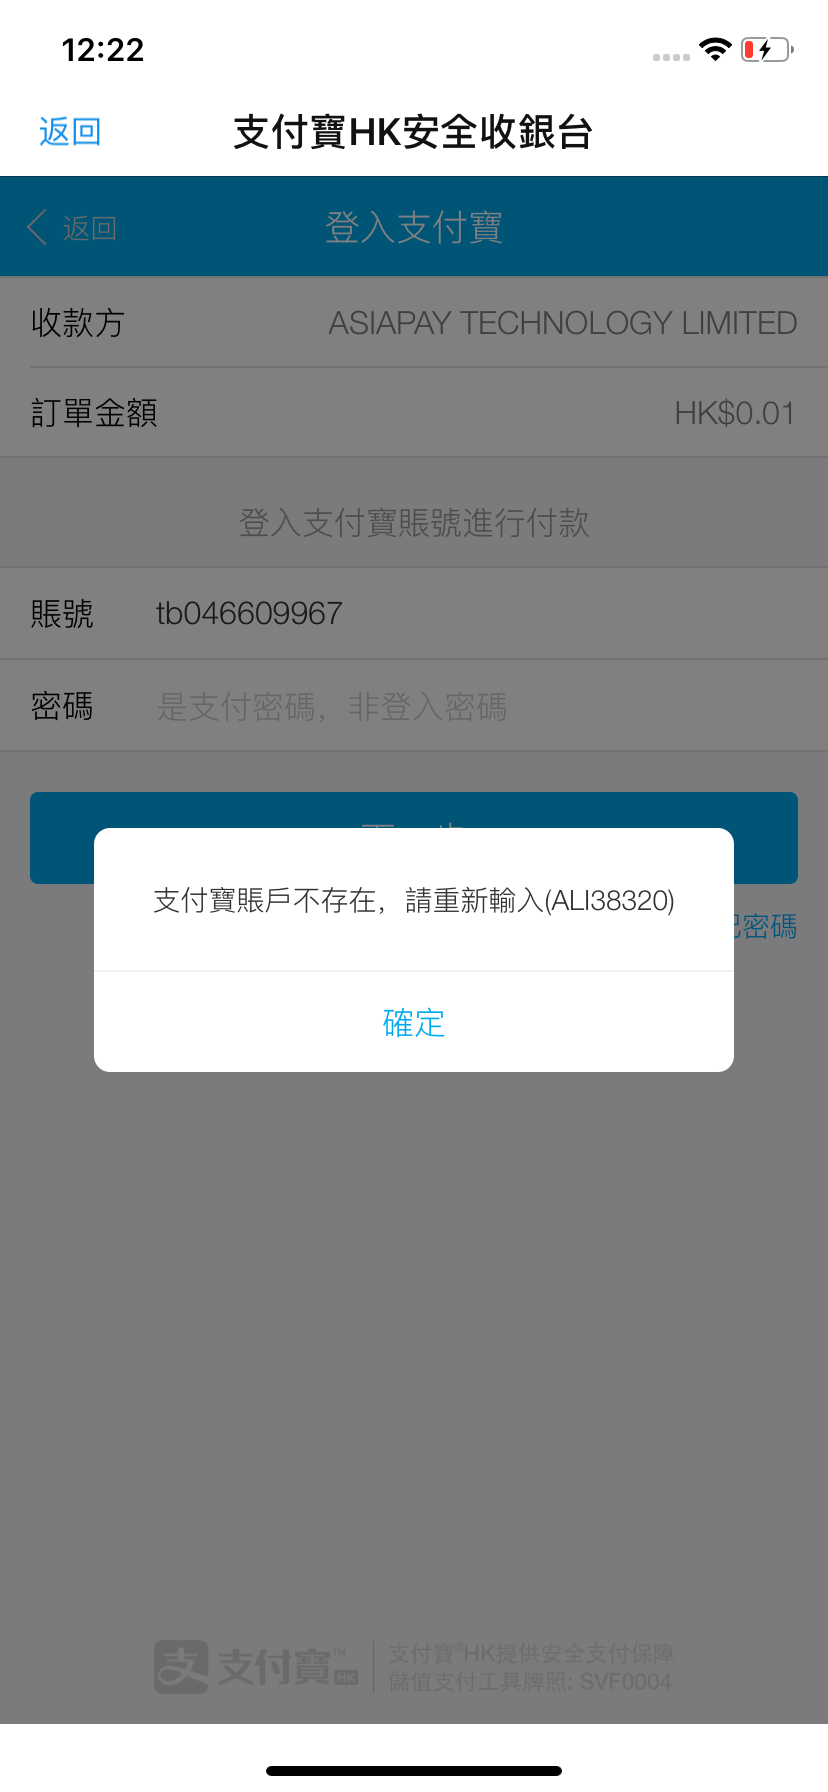 12:22
返回
支付寶HK安全收銀台
返回
登入支付寶
收款方
ASIAPAY TECHNOLOGY LIMITED
訂單金額
HK$0.01
登入支付寶賬號進行付款
賬號
tb046609967
密碼
是支付密碼，非登入密碼
支付寶賬戶不存在，請重新輸入(ALI38320)
密碼
確定
支 支付寶™ HK
支付寶®HK提供安全支付保障
儲值支付工具牌照: SVF0004